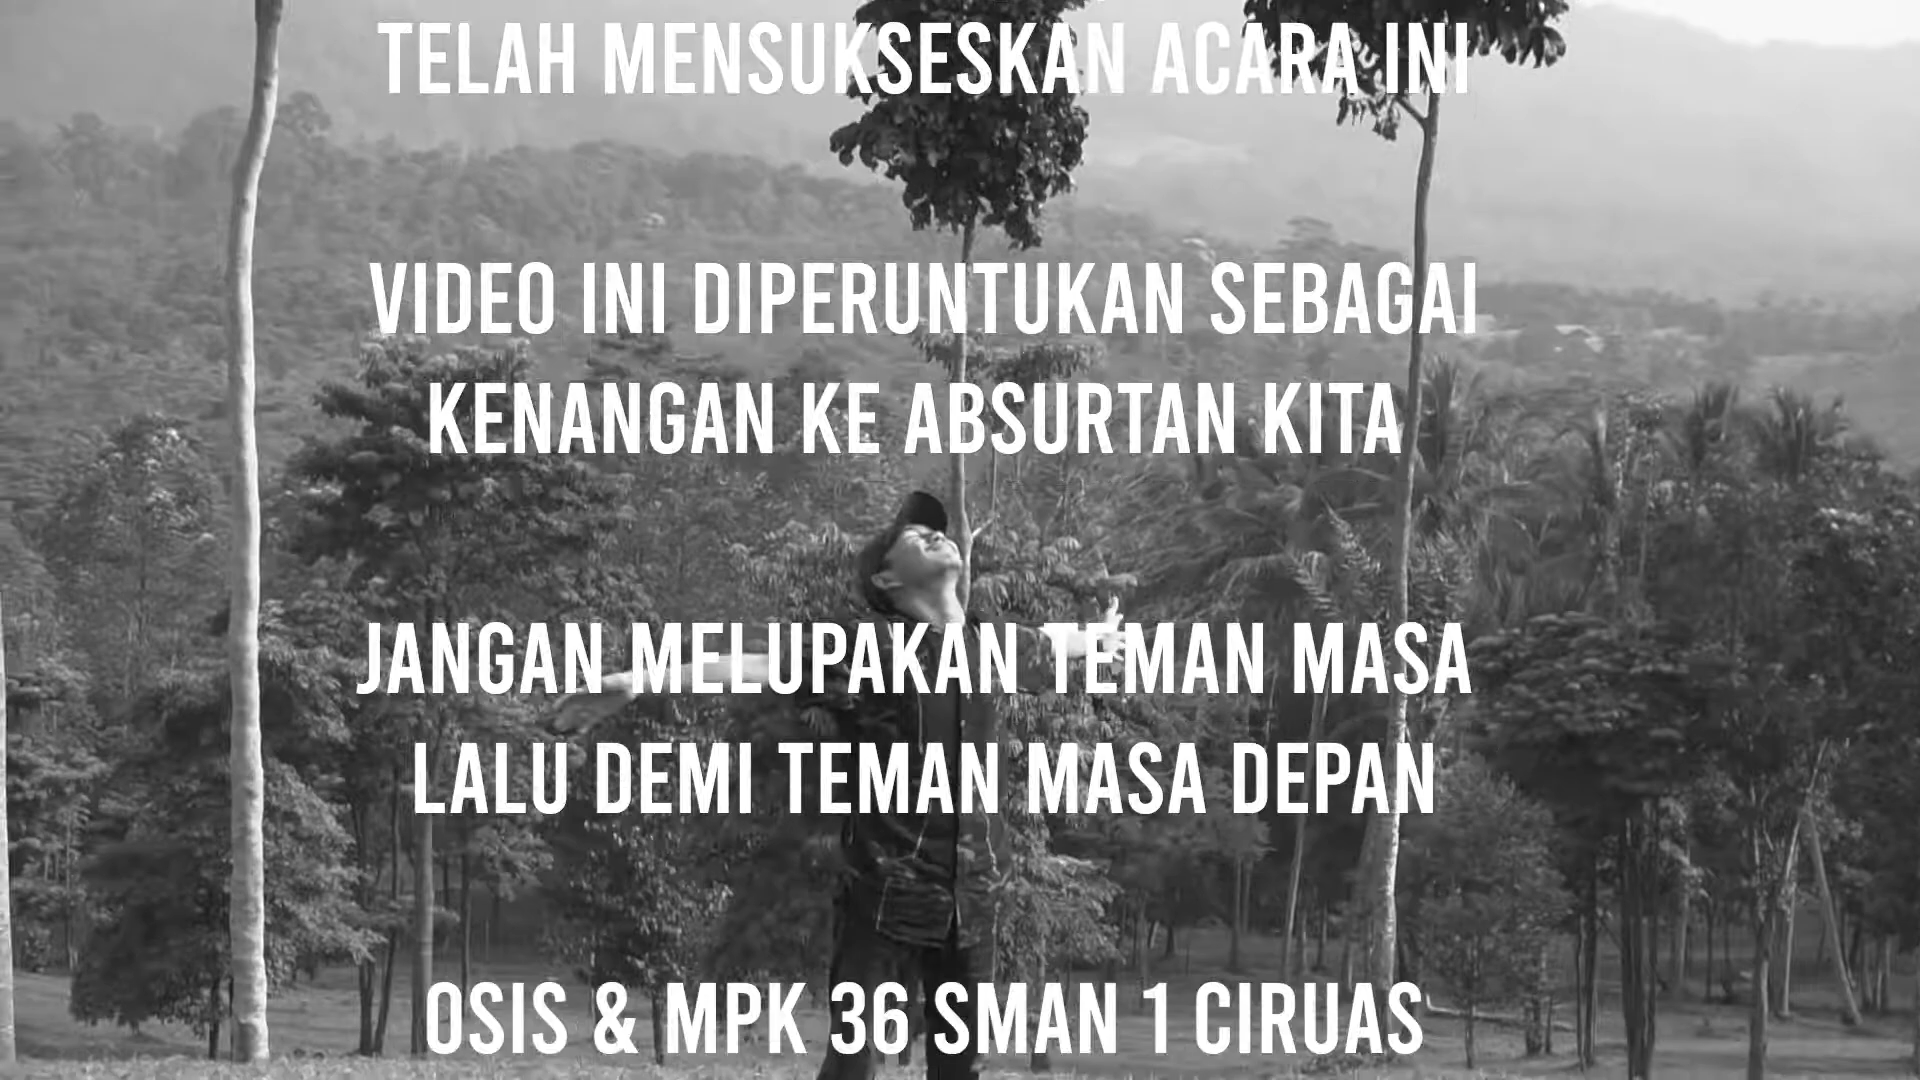 TELAH MENSUKSESKAN ACARA INI
VIDEO INI DIPERUNTUKAN SEBAGAI
KENANGAN KE ABSURTAN KITA
JANGAN MELUPAKAN TEMAN MASA
LALU DEMI TEMAN MASA DEPAN
OSIS & MPK 36 SMAN 1 CIRUAS